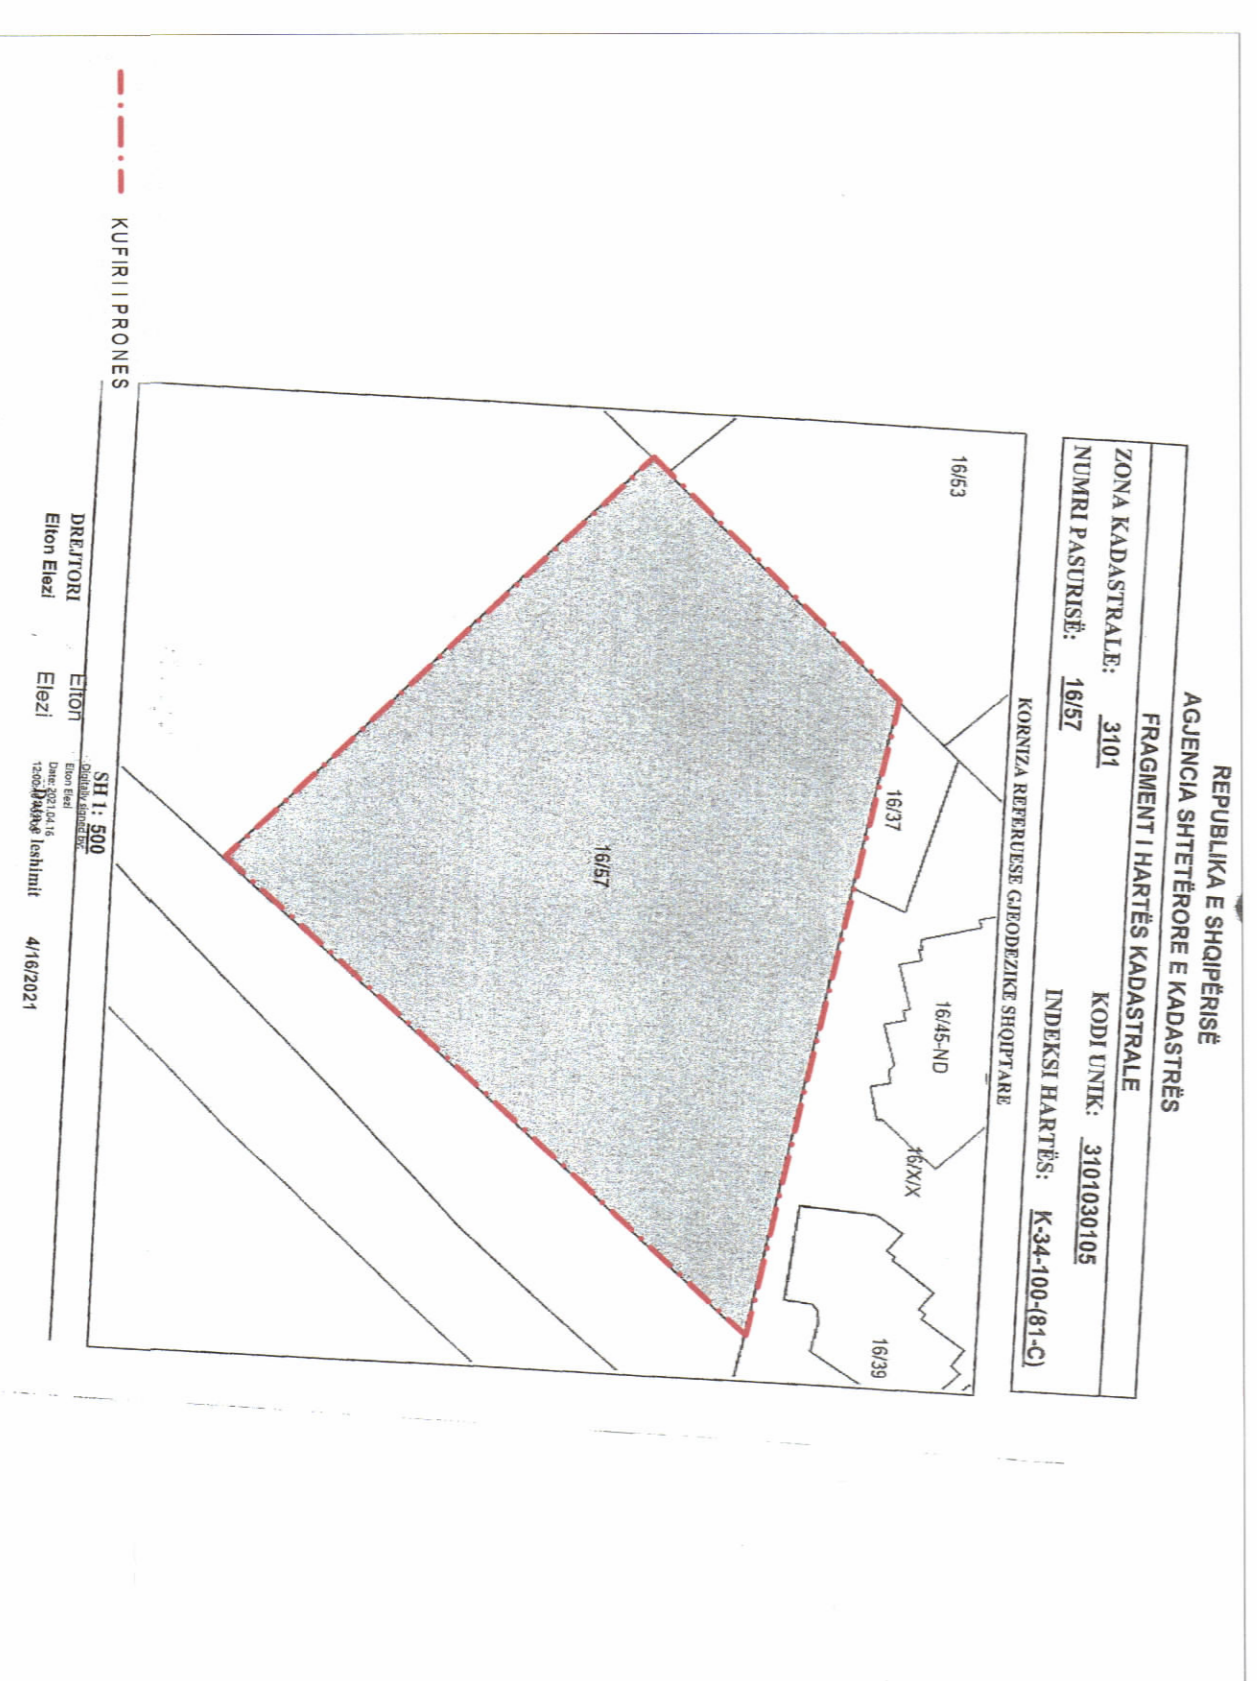 REPUBLIKA E SHQIPËRISË
AGJENCIA SHTETËRORE E KADASTRËS
FRAGMENT I HARTËS KADASTRALE
ZONA KADASTRALE: 3101 KODI UNIK: 3101030105
NUMRI PASURISË: 16/57 INDEKSI HARTËS: K-34-100-(81-C)
KORNIZA REFERUESE GJEODEZIKE SHQIPTARE
16/53
16/45-ND
16/X/X
16/37
16/39
16/57
SH 1: 500
DREJTORI
Elton Elezi
Elton
Elezi
Digitally signed by:
Elton Elezi
Date: 2021.04.16
Leshimit 4/16/2021
KUFIRI I PRONES